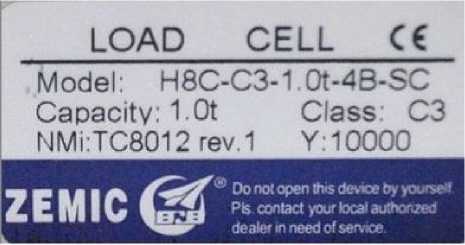 LOAD CELL CE
Model: H8C-C3-1.0t-4B-SC
Capacity: 1.0t Class: C3
NMi:TC8012 rev.1 Y:10000
ZEMIC BNB ®
Do not open this device by yourself.
Pls. contact your local authorized
dealer in need of service.